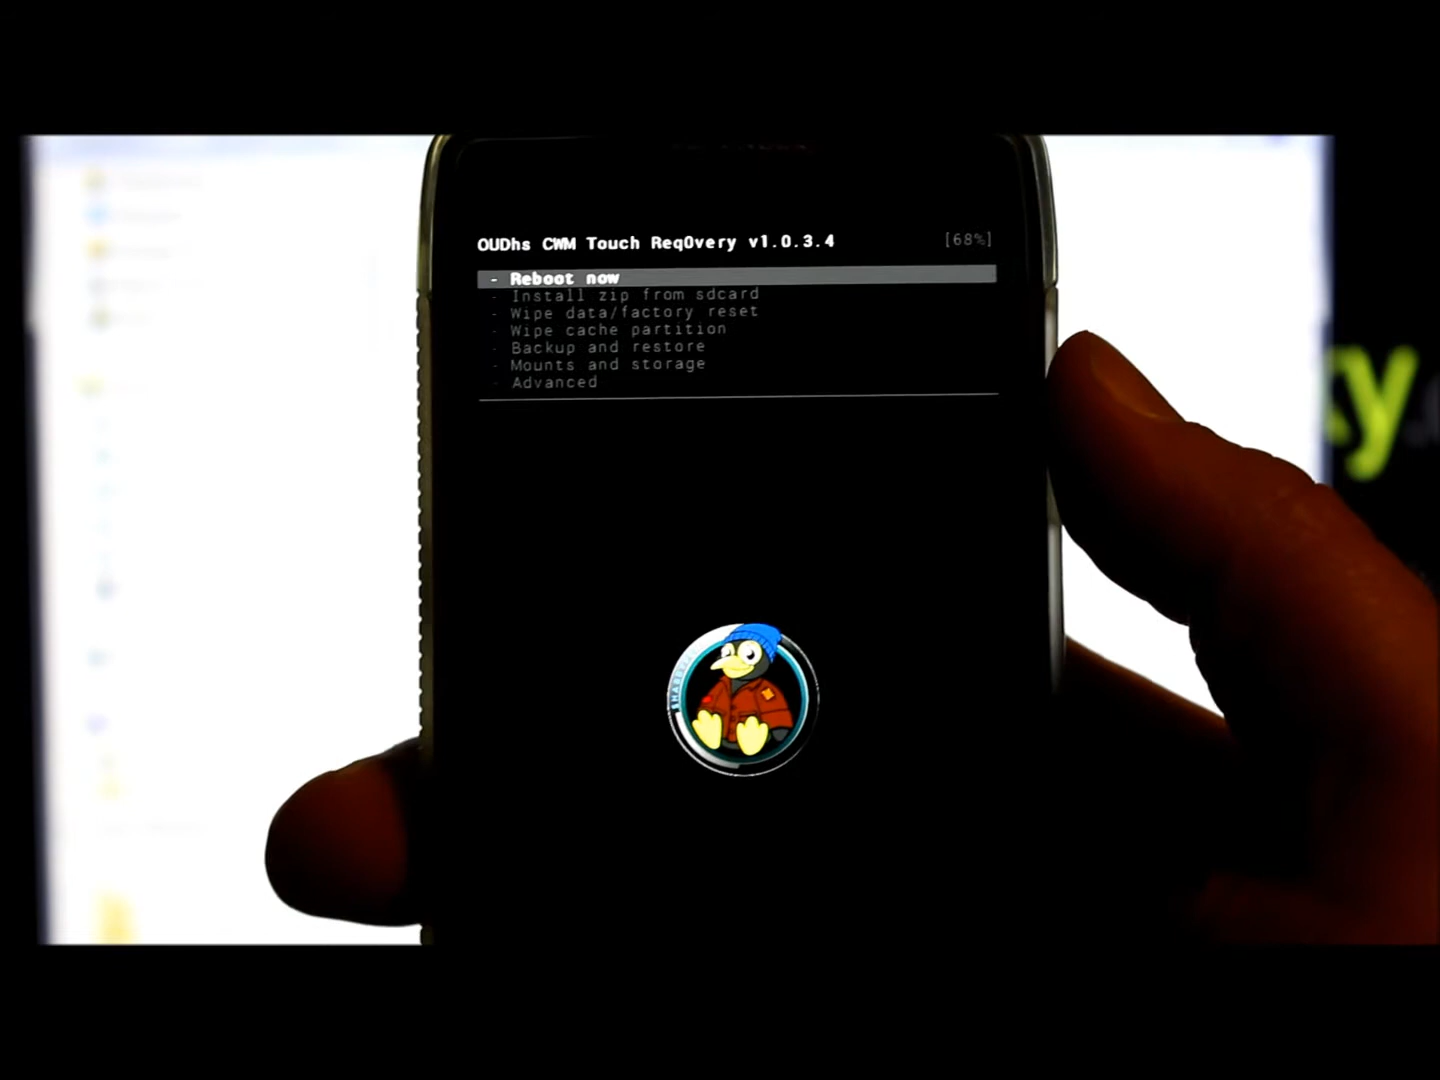 OUDhs CWM Touch ReqOvery v1.0.3.4 [68%]
- Reboot now
- Install zip from sdcard
- Wipe data/factory reset
- Wipe cache partition
- Backup and restore
- Mounts and storage
- Advanced